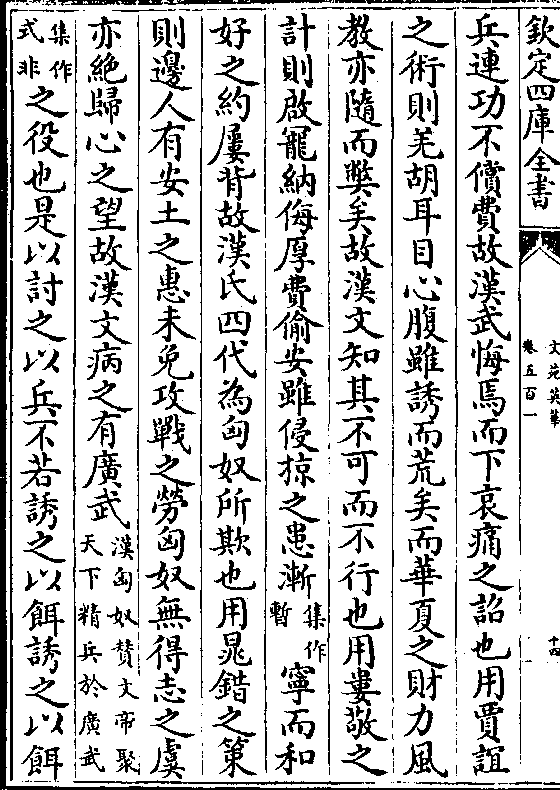 欽定四庫全書
文苑英華
卷五百一
十四
兵連功不償費故漢武悔焉而下哀痛之詔也用賈誼
之術則羌胡耳目心腹雖誘而荒矣而華夏之財力風
教亦隨而弊矣故漢文知其不可而不行也用婁敬之
計則啟寵納侮厚費偷安雖侵掠之患漸集作暫寧而和
好之約屢背故漢氏四代為匈奴所欺也用晁錯之策
則邊人有安土之惠未免攻戰之勞匈奴無得志之虞
亦絶歸心之望故漢文病之有廣武漢匈奴贊文帝聚天下精兵於廣武
集作式非之役也是以討之以兵不若誘之以餌誘之以餌